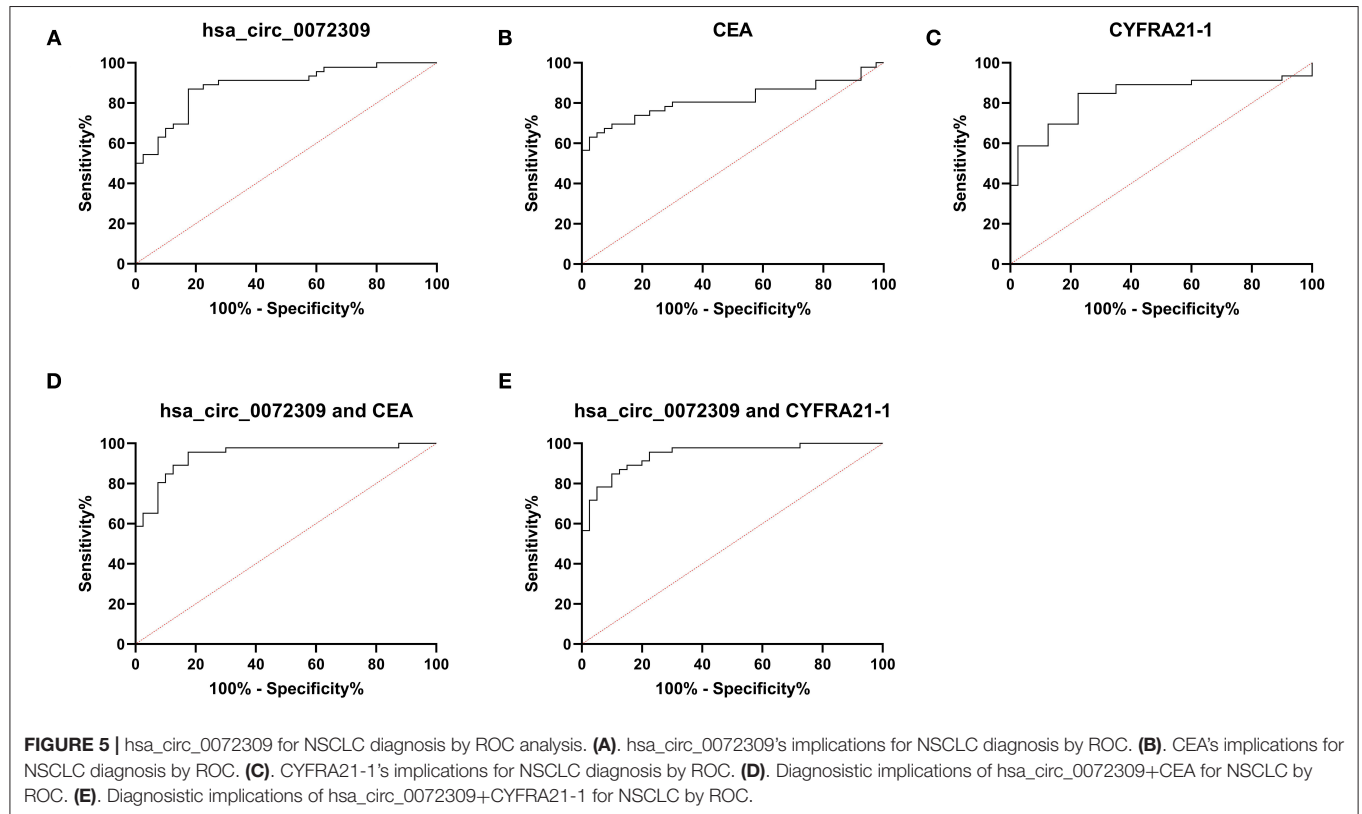 A
hsa_circ_0072309
100
80
60
40
20
0
Sensitivity%
0 20 40 60 80 100
100% - Specificity%
B
CEA
100
80
60
40
20
0
Sensitivity%
0 20 40 60 80 100
100% - Specificity%
C
CYFRA21-1
100
80
60
40
20
0
Sensitivity%
0 20 40 60 80 100
100% - Specificity%
D
hsa_circ_0072309 and CEA
100
80
60
40
20
0
Sensitivity%
0 20 40 60 80 100
100% - Specificity%
E
hsa_circ_0072309 and CYFRA21-1
100
80
60
40
20
0
Sensitivity%
0 20 40 60 80 100
100% - Specificity%
FIGURE 5 | hsa_circ_0072309 for NSCLC diagnosis by ROC analysis. (A). hsa_circ_0072309's implications for NSCLC diagnosis by ROC. (B). CEA's implications for
NSCLC diagnosis by ROC. (C). CYFRA21-1's implications for NSCLC diagnosis by ROC. (D). Diagnosistic implications of hsa_circ_0072309+CEA for NSCLC by
ROC. (E). Diagnosistic implications of hsa_circ_0072309+CYFRA21-1 for NSCLC by ROC.